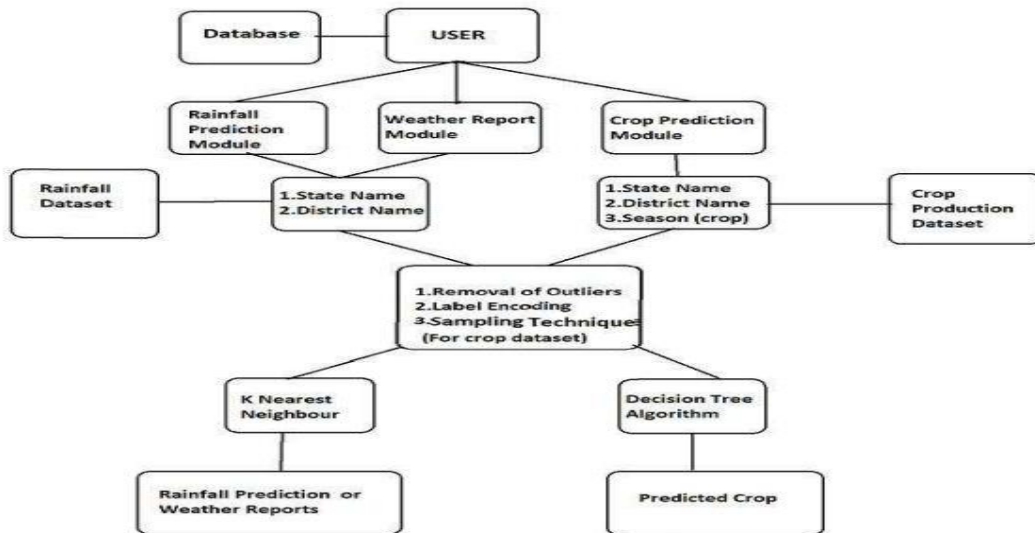 Database
USER
Rainfall
Prediction
Module
Weather Report
Module
Crop Prediction
Module
Rainfall
Dataset
1.State Name
2.District Name
1.State Name
2.District Name
3.Season (crop)
Crop
Production
Dataset
1.Removal of Outliers
2.Label Encoding
3.Sampling Technique
(For crop dataset)
K Nearest
Neighbour
Decision Tree
Algorithm
Rainfall Prediction or
Weather Reports
Predicted Crop